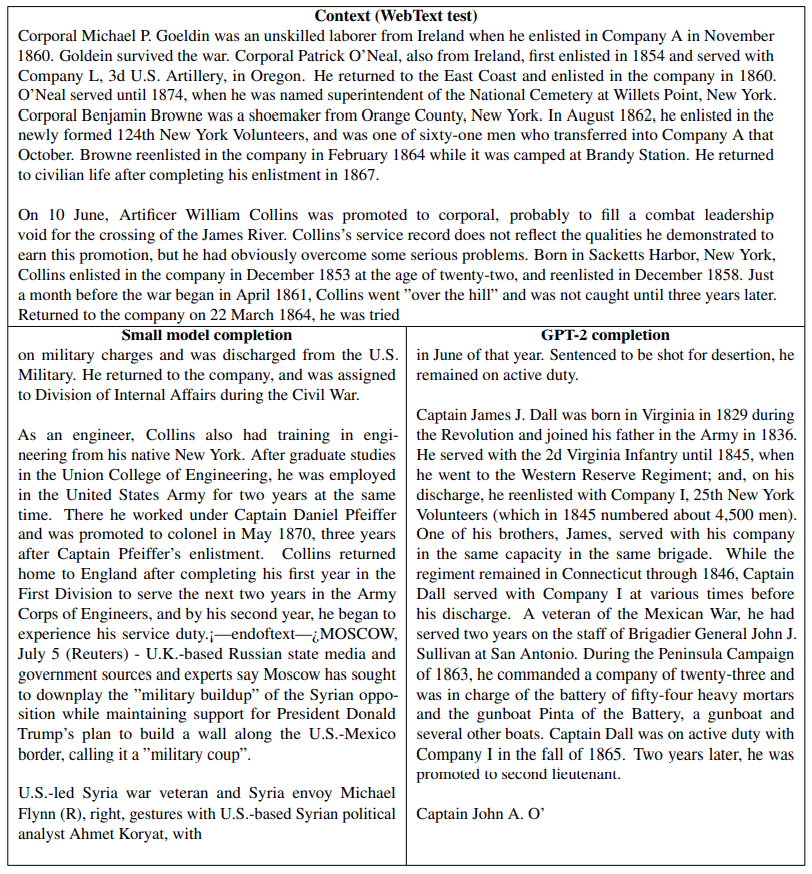 Context (WebText test)
Corporal Michael P. Goeldin was an unskilled laborer from Ireland when he enlisted in Company A in November
1860. Goldein survived the war. Corporal Patrick O’Neal, also from Ireland, first enlisted in 1854 and served with
Company L, 3d U.S. Artillery, in Oregon. He returned to the East Coast and enlisted in the company in 1860.
O’Neal served until 1874, when he was named superintendent of the National Cemetery at Willets Point, New York.
Corporal Benjamin Browne was a shoemaker from Orange County, New York. In August 1862, he enlisted in the
newly formed 124th New York Volunteers, and was one of sixty-one men who transferred into Company A that
October. Browne reenlisted in the company in February 1864 while it was camped at Brandy Station. He returned
to civilian life after completing his enlistment in 1867.
On 10 June, Artificer William Collins was promoted to corporal, probably to fill a combat leadership
void for the crossing of the James River. Collins’s service record does not reflect the qualities he demonstrated to
earn this promotion, but he had obviously overcome some serious problems. Born in Sacketts Harbor, New York,
Collins enlisted in the company in December 1853 at the age of twenty-two, and reenlisted in December 1858. Just
a month before the war began in April 1861, Collins went ”over the hill” and was not caught until three years later.
Returned to the company on 22 March 1864, he was tried
Small model completion
on military charges and was discharged from the U.S.
Military. He returned to the company, and was assigned
to Division of Internal Affairs during the Civil War.
As an engineer, Collins also had training in engi-
neering from his native New York. After graduate studies
in the Union College of Engineering, he was employed
in the United States Army for two years at the same
time. There he worked under Captain Daniel Pfeiffer
and was promoted to colonel in May 1870, three years
after Captain Pfeiffer’s enlistment. Collins returned
home to England after completing his first year in the
First Division to serve the next two years in the Army
Corps of Engineers, and by his second year, he began to
experience his service duty.¡—endoftext—¿MOSCOW,
July 5 (Reuters) - U.K.-based Russian state media and
government sources and experts say Moscow has sought
to downplay the ”military buildup” of the Syrian oppo-
sition while maintaining support for President Donald
Trump’s plan to build a wall along the U.S.-Mexico
border, calling it a ”military coup”.
U.S.-led Syria war veteran and Syria envoy Michael
Flynn (R), right, gestures with U.S.-based Syrian political
analyst Ahmet Koryat, with
GPT-2 completion
in June of that year. Sentenced to be shot for desertion, he
remained on active duty.
Captain James J. Dall was born in Virginia in 1829 during
the Revolution and joined his father in the Army in 1836.
He served with the 2d Virginia Infantry until 1845, when
he went to the Western Reserve Regiment; and, on his
discharge, he reenlisted with Company I, 25th New York
Volunteers (which in 1845 numbered about 4,500 men).
One of his brothers, James, served with his company
in the same capacity in the same brigade. While the
regiment remained in Connecticut through 1846, Captain
Dall served with Company I at various times before
his discharge. A veteran of the Mexican War, he had
served two years on the staff of Brigadier General John J.
Sullivan at San Antonio. During the Peninsula Campaign
of 1863, he commanded a company of twenty-three and
was in charge of the battery of fifty-four heavy mortars
and the gunboat Pinta of the Battery, a gunboat and
several other boats. Captain Dall was on active duty with
Company I in the fall of 1865. Two years later, he was
promoted to second lieutenant.
Captain John A. O’